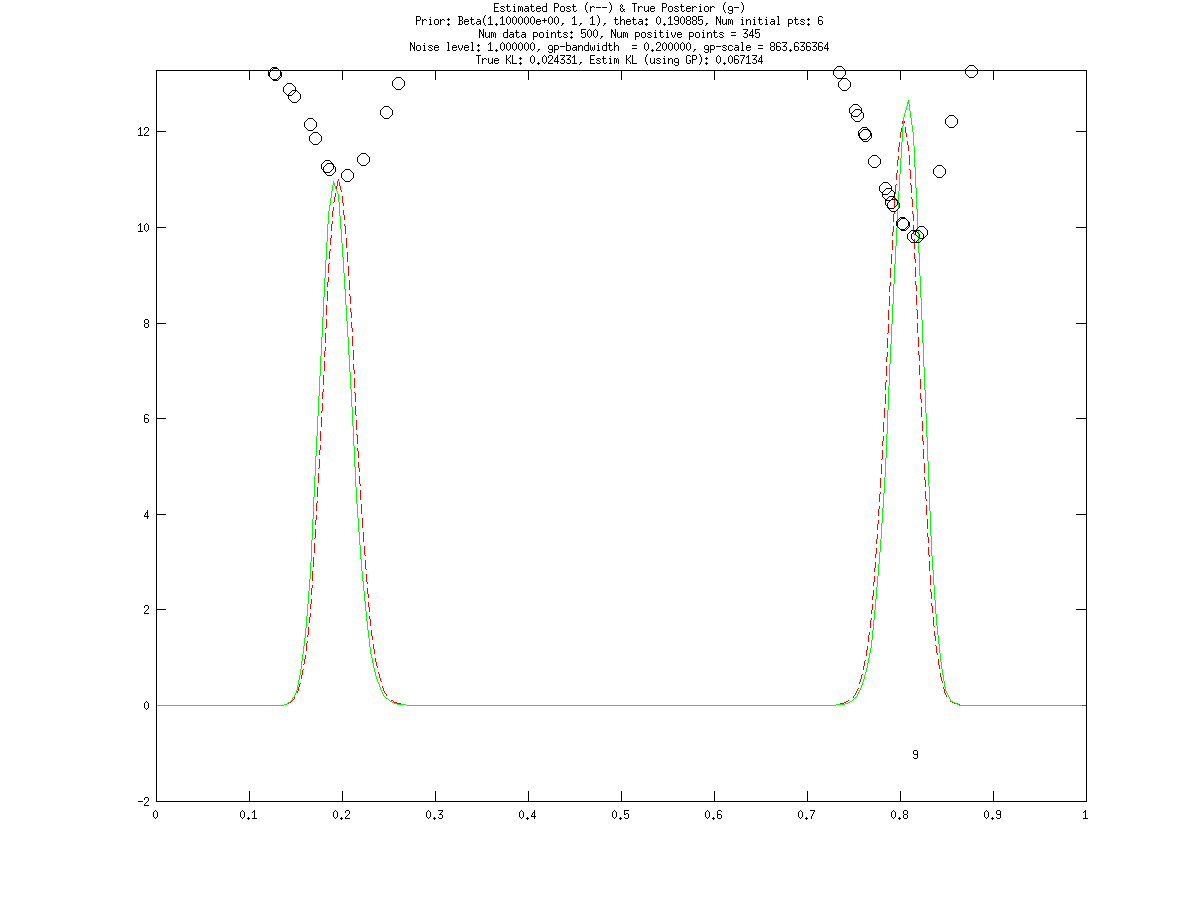 Estimated Post (r--) & True Posterior (g-)
Prior: Beta(1.100000e+00, 1, 1), theta: 0.190885, Num initial pts: 6
Num data points: 500, Num positive points = 345
Noise level: 1.000000, gp-bandwidth  = 0.200000, gp-scale = 863.636364
True KL: 0.024331, Estim KL (using GP): 0.067134
12
10
8
6
4
2
0
9
-2
0 0.1 0.2 0.3 0.4 0.5 0.6 0.7 0.8 0.9 1